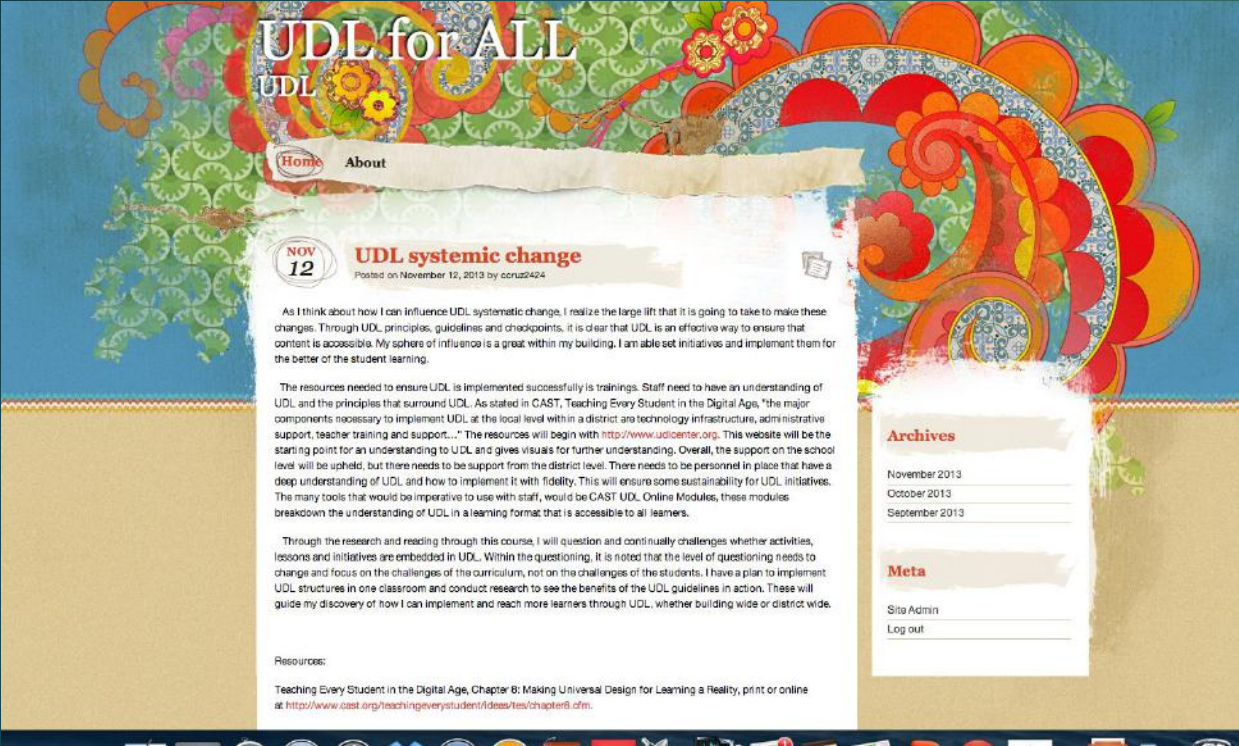 UDL for ALL
UDL
Home About
NOV
12
UDL systemic change
Posted on November 12, 2013 by ccruz2424
As I think about how I can influence UDL systematic change, I realize the large lift that it is going to take to make these
changes. Through UDL principles, guidelines and checkpoints, it is clear that UDL is an effective way to ensure that
content is accessible. My sphere of influence is a great within my building. I am able set initiatives and implement them for
the better of the student learning.
The resources needed to ensure UDL is implemented successfully is trainings. Staff need to have an understanding of
UDL and the principles that surround UDL. As stated in CAST, Teaching Every Student in the Digital Age, "the major
components necessary to implement UDL at the local level within a district are technology infrastructure, administrative
support, teacher training and support…" The resources will begin with http://www.udlcenter.org. This website will be the
starting point for an understanding to UDL and gives visuals for further understanding. Overall, the support on the school
level will be upheld, but there needs to be support from the district level. There needs to be personnel in place that have a
deep understanding of UDL and how to implement it with fidelity. This will ensure some sustainability for UDL initiatives.
The many tools that would be imperative to use with staff, would be CAST UDL Online Modules, these modules
breakdown the understanding of UDL in a learning format that is accessible to all learners.
Through the research and reading through this course, I will question and continually challenges whether activities,
lessons and initiatives are embedded in UDL. Within the questioning, it is noted that the level of questioning needs to
change and focus on the challenges of the curriculum, not on the challenges of the students. I have a plan to implement
UDL structures in one classroom and conduct research to see the benefits of the UDL guidelines in action. These will
guide my discovery of how I can implement and reach more learners through UDL, whether building wide or district wide.
Resources:
Teaching Every Student in the Digital Age, Chapter 8: Making Universal Design for Learning a Reality, print or online
at http://www.cast.org/teachingeverystudent/ideas/tes/chapter8.cfm.
Archives
November 2013
October 2013
September 2013
Meta
Site Admin
Log out